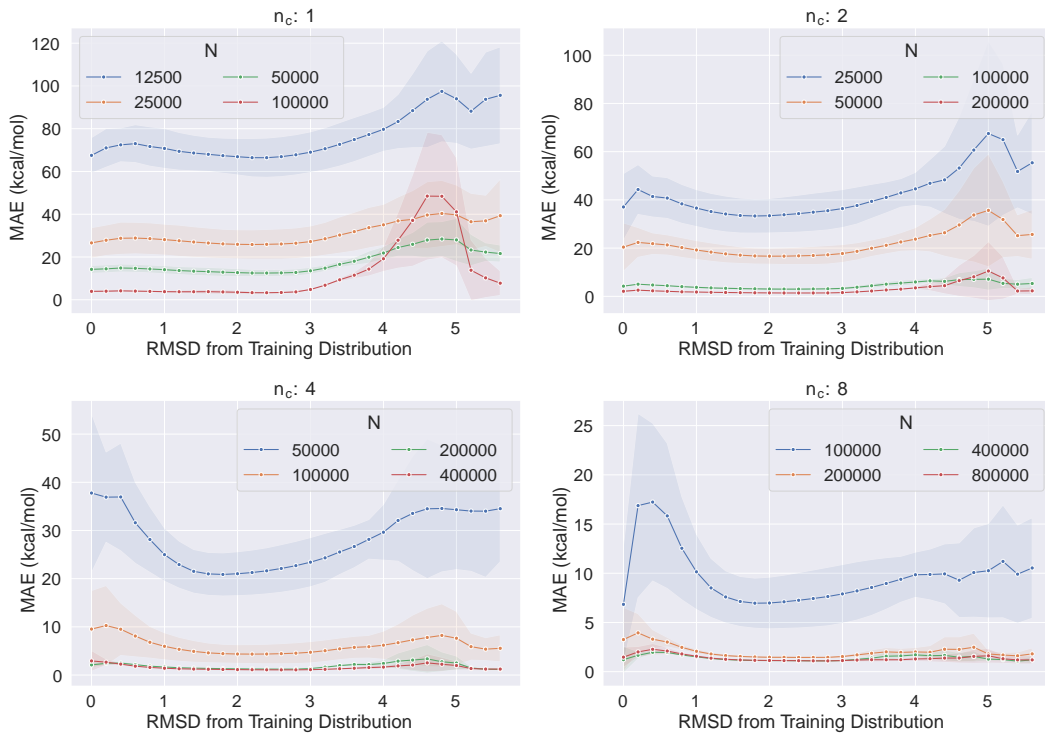 n_c: 1
MAE (kcal/mol)
120
100
80
60
40
20
0
N
12500
25000
50000
100000
0 1 2 3 4 5
RMSD from Training Distribution
n_c: 2
MAE (kcal/mol)
100
80
60
40
20
0
N
25000
50000
100000
200000
0 1 2 3 4 5
RMSD from Training Distribution
n_c: 4
MAE (kcal/mol)
50
40
30
20
10
0
N
50000
100000
200000
400000
0 1 2 3 4 5
RMSD from Training Distribution
n_c: 8
MAE (kcal/mol)
25
20
15
10
5
0
N
100000
200000
400000
800000
0 1 2 3 4 5
RMSD from Training Distribution